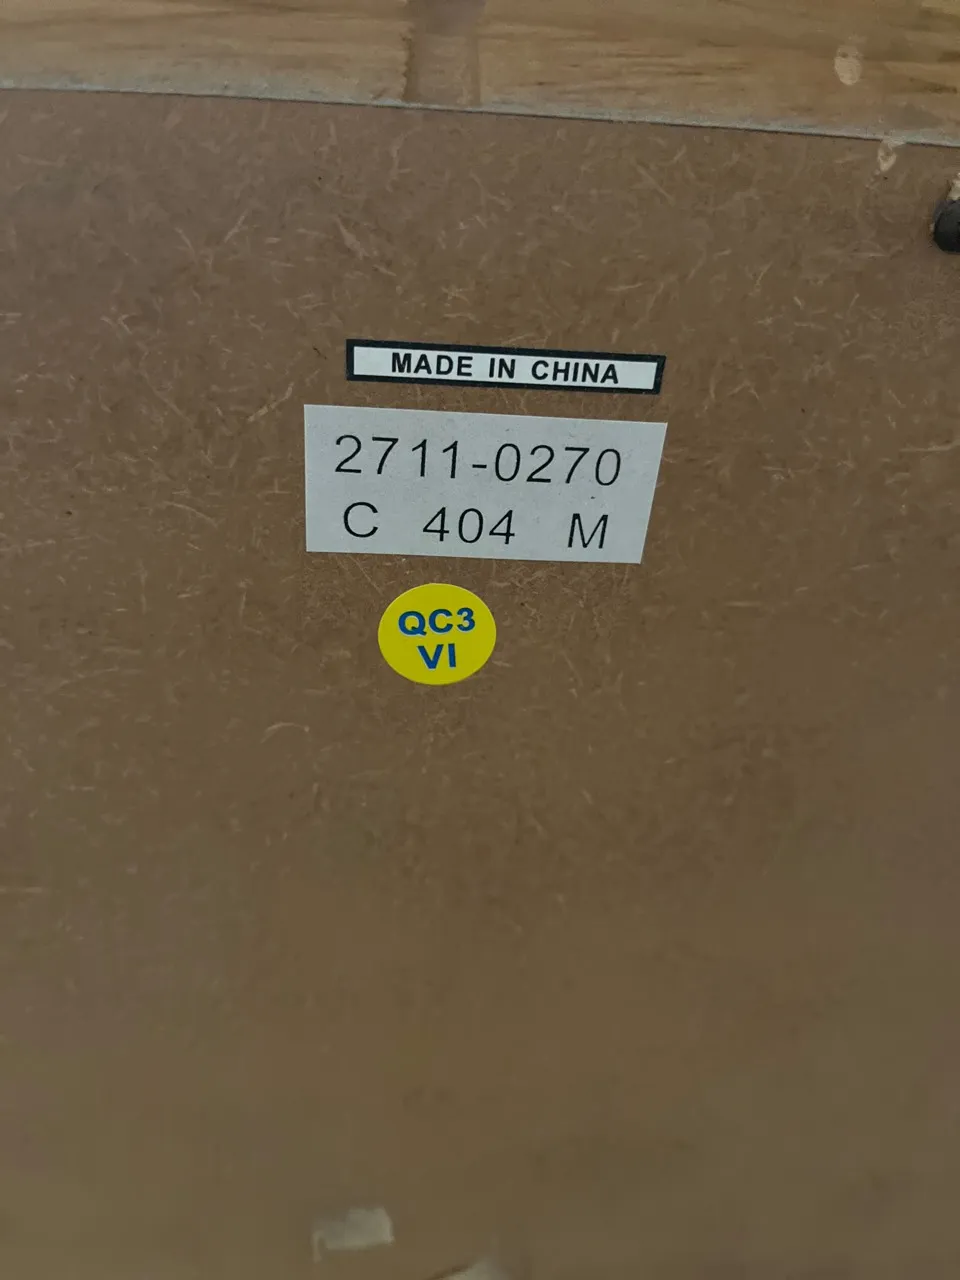 MADE IN CHINA
2711-0270
C 404 M
QC3
VI